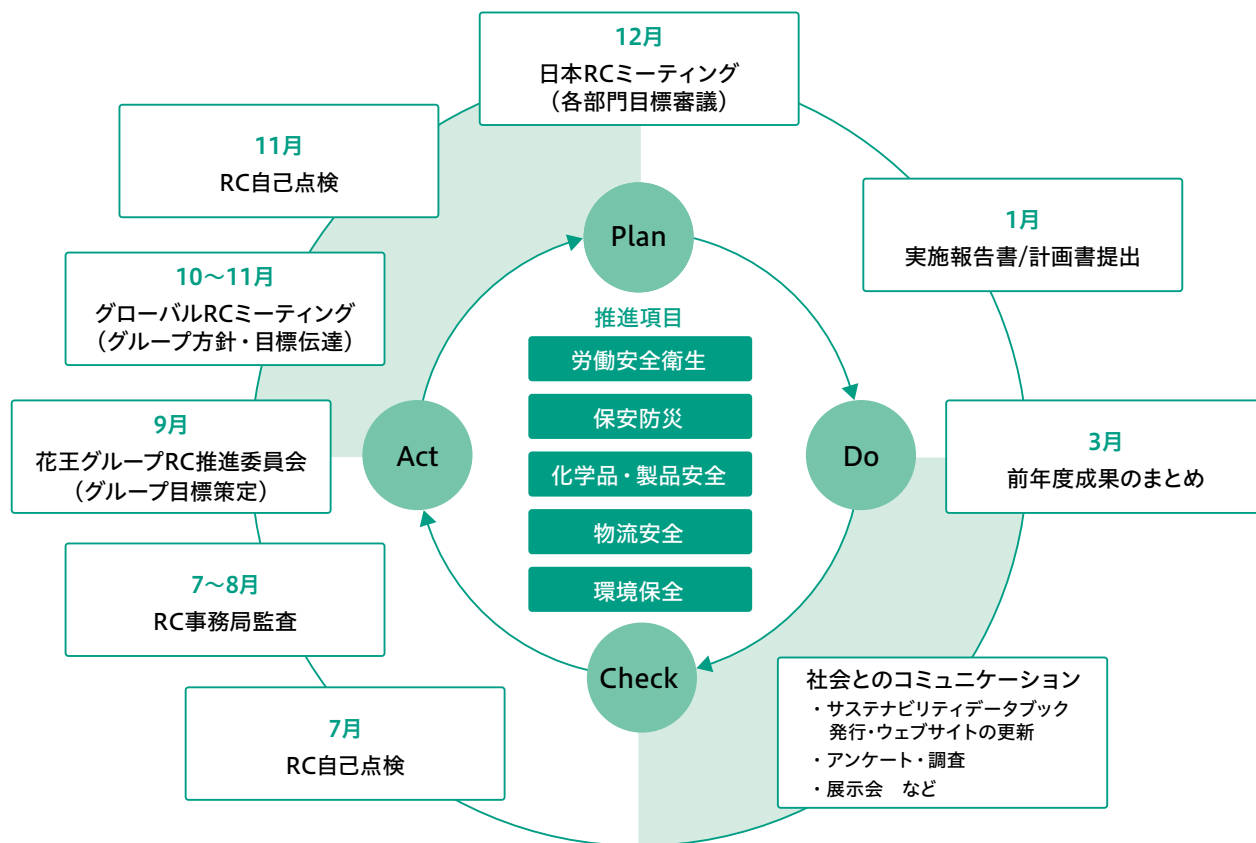 12月
日本RCミーティング
（各部門目標審議）
1月
実施報告書/計画書提出
3月
前年度成果のまとめ
社会とのコミュニケーション
・サステナビリティデータブック
発行・ウェブサイトの更新
・アンケート・調査
・展示会　など
7月
RC自己点検
7〜8月
RC事務局監査
9月
花王グループRC推進委員会
（グループ目標策定）
10〜11月
グローバルRCミーティング
（グループ方針・目標伝達）
11月
RC自己点検
Plan
Do
Check
Act
推進項目
労働安全衛生
保安防災
化学品・製品安全
物流安全
環境保全